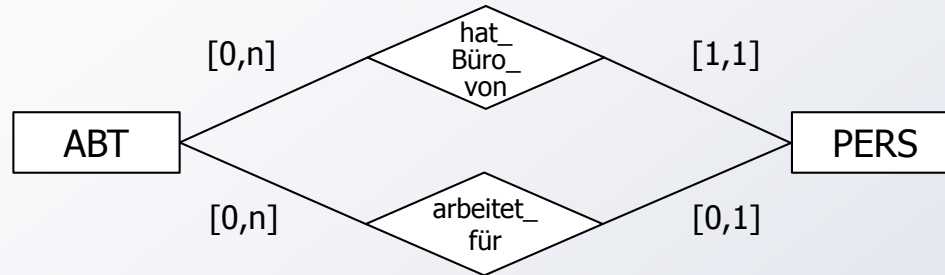 hat_
Büro_
von
[0,n]
[1,1]
ABT
PERS
[0,n]
arbeitet_
für
[0,1]